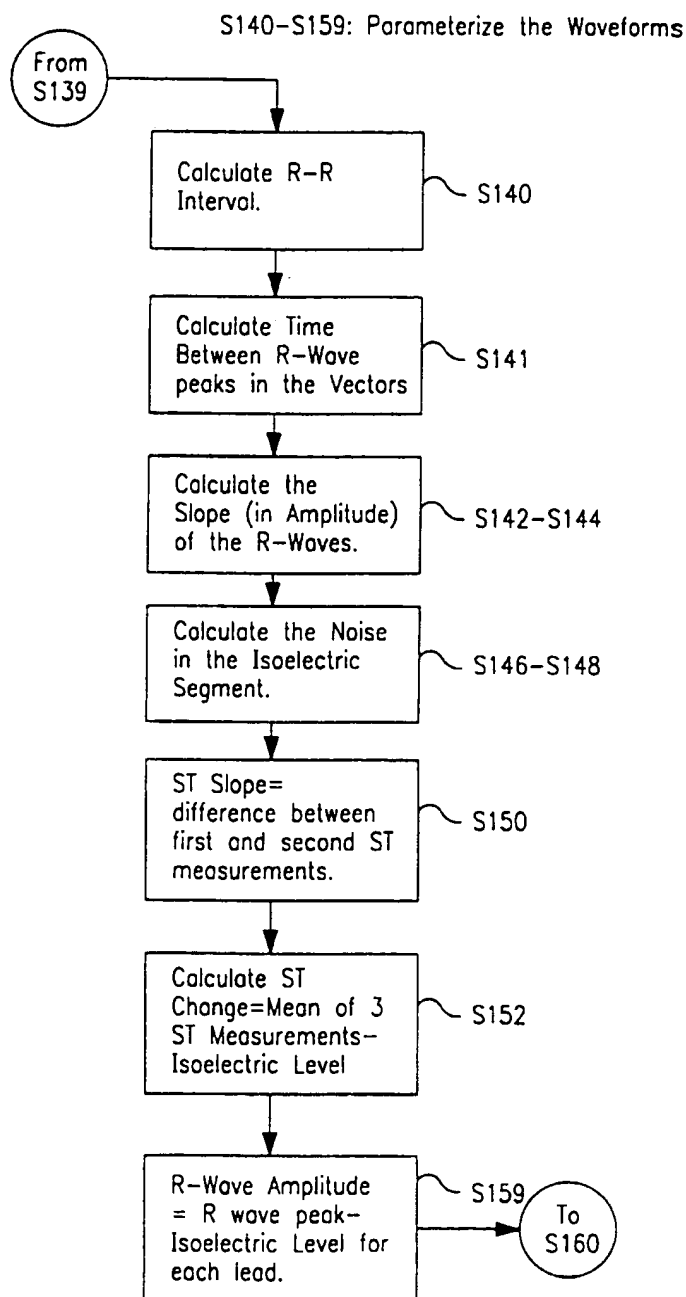 S140-S159: Parameterize the Waveforms
From
S139
Calculate R-R
Interval.
S140
Calculate Time
Between R-Wave
peaks in the Vectors
S141
Calculate the
Slope (in Amplitude)
of the R-Waves.
S142-S144
Calculate the Noise
in the Isoelectric
Segment.
S146-S148
ST Slope=
difference between
first and second ST
measurements.
S150
Calculate ST
Change=Mean of 3
ST Measurements-
Isoelectric Level
S152
R-Wave Amplitude
= R wave peak-
Isoelectric Level for
each lead.
S159
To
S160